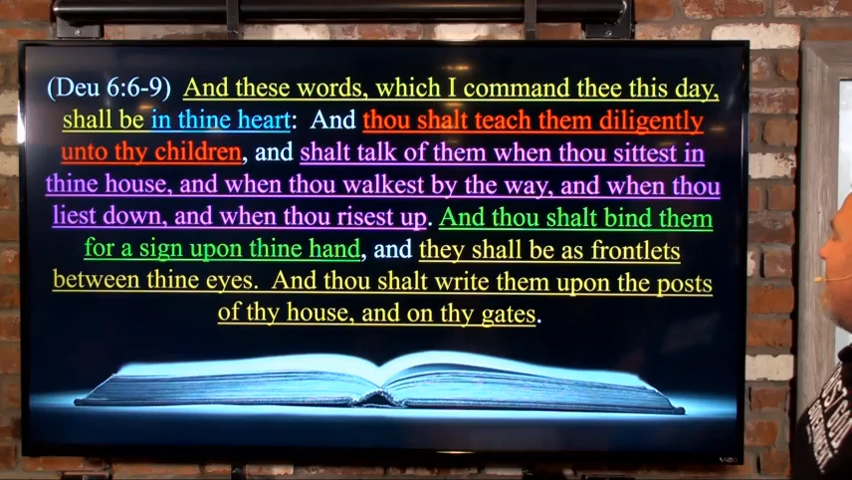 (Deu 6:6-9) And these words, which I command thee this day,
shall be in thine heart: And thou shalt teach them diligently
unto thy children, and shalt talk of them when thou sittest in
thine house, and when thou walkest by the way, and when thou
liest down, and when thou risest up. And thou shalt bind them
for a sign upon thine hand, and they shall be as frontlets
between thine eyes. And thou shalt write them upon the posts
of thy house, and on thy gates.